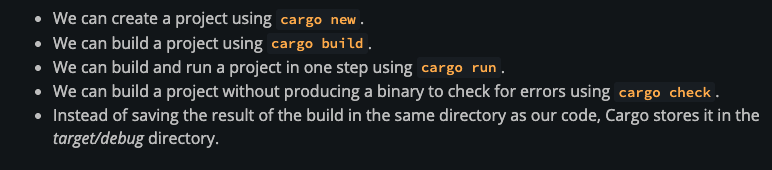 • We can create a project using cargo new.
• We can build a project using cargo build.
• We can build and run a project in one step using cargo run.
• We can build a project without producing a binary to check for errors using cargo check.
• Instead of saving the result of the build in the same directory as our code, Cargo stores it in the
target/debug directory.